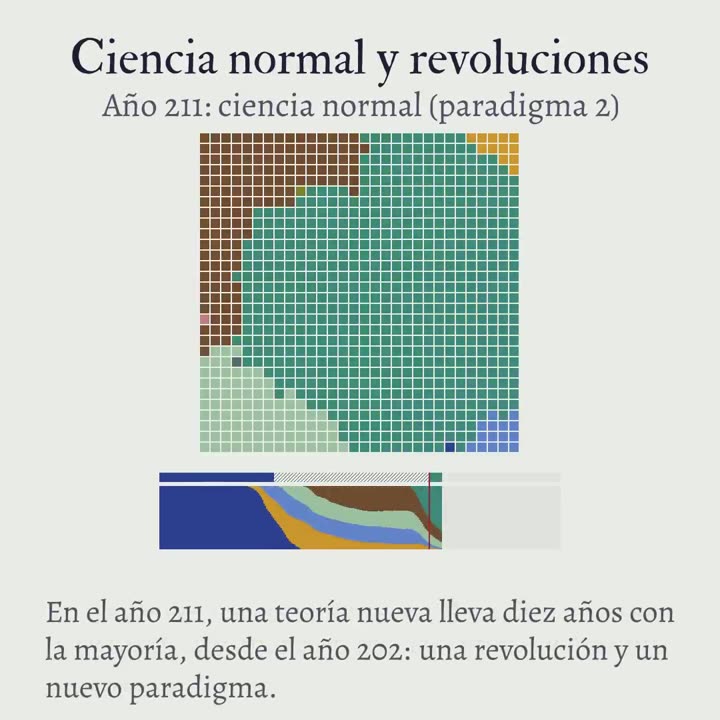 Ciencia normal y revoluciones
Año 211: ciencia normal (paradigma 2)
En el año 211, una teoría nueva lleva diez años con
la mayoría, desde el año 202: una revolución y un
nuevo paradigma.